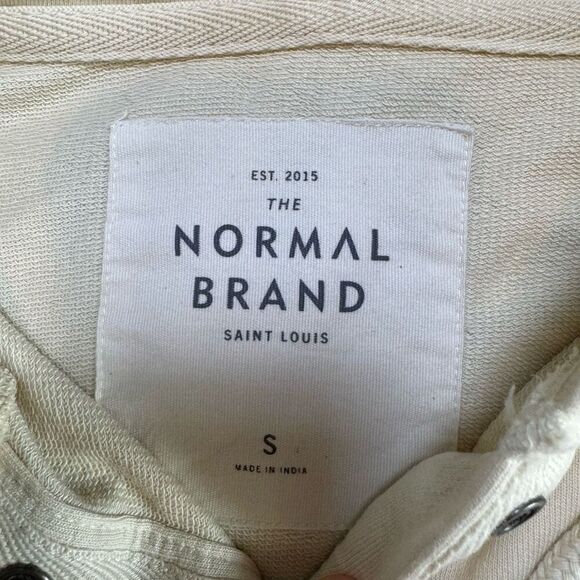 EST. 2015
THE
NORMAL
BRAND
SAINT LOUIS
S
MADE IN INDIA